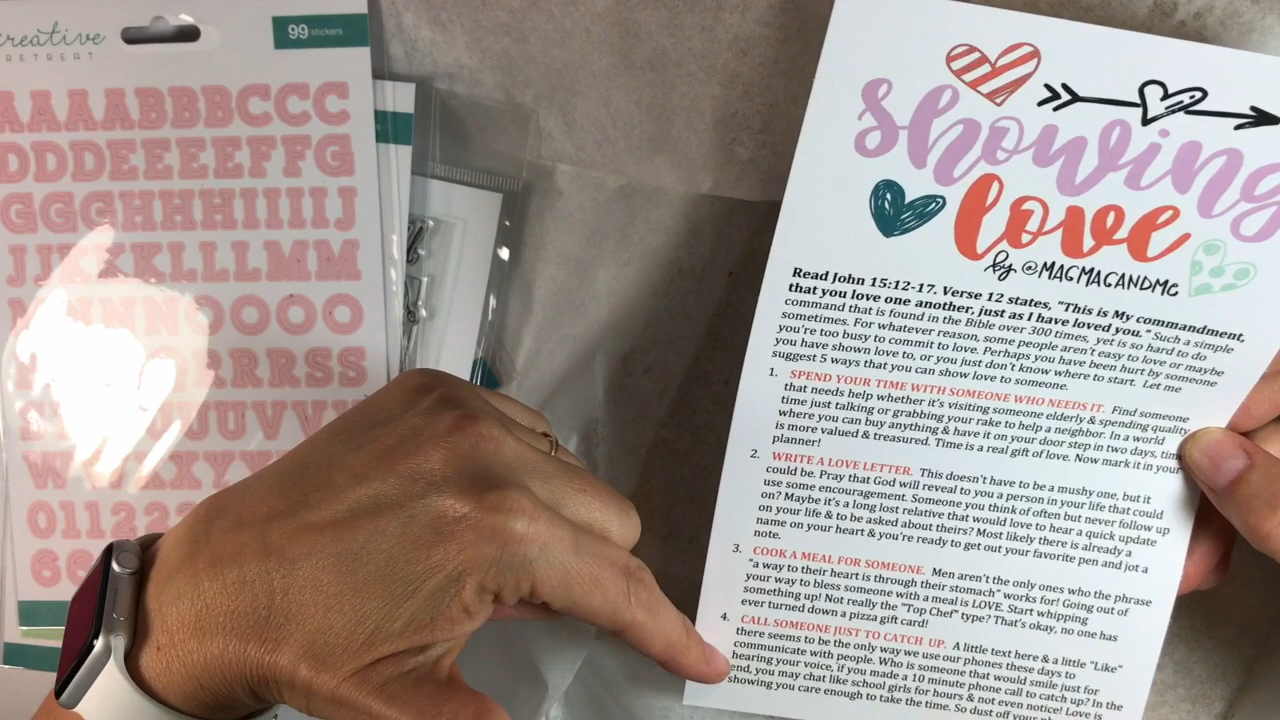 creative
RETREAT
99 stickers
AAAABBBCCC
DDDEEEEFFG
GGGHHHIIIIJ
JJKKKLLLMM
NNNOOOO
RRRSS
UUVV
WXXYY
01122
66
showing
love
by @MAGMAGANDME
Read John 15:12-17. Verse 12 states, "This is My commandment,
that you love one another, just as I have loved you." Such a simple
command that is found in the Bible over 300 times, yet is so hard to do
sometimes. For whatever reason, some people aren't easy to love or maybe
you're too busy to commit to love. Perhaps you have been hurt by someone
you have shown love to, or you just don't know where to start. Let me
suggest 5 ways that you can show love to someone.
1. SPEND YOUR TIME WITH SOMEONE WHO NEEDS IT. Find someone
that needs help whether it's visiting someone elderly & spending quality
time just talking or grabbing your rake to help a neighbor. In a world
where you can buy anything & have it on your door step in two days, time
is more valued & treasured. Time is a real gift of love. Now mark it in your
planner!
2. WRITE A LOVE LETTER. This doesn't have to be a mushy one, but it
could be. Pray that God will reveal to you a person in your life that could
use some encouragement. Someone you think of often but never follow up
on? Maybe it's a long lost relative that would love to hear a quick update
on your life & to be asked about theirs? Most likely there is already a
name on your heart & you're ready to get out your favorite pen and jot a
note.
3. COOK A MEAL FOR SOMEONE. Men aren't the only ones who the phrase
"a way to their heart is through their stomach" works for! Going out of
your way to bless someone with a meal is LOVE. Start whipping
something up! Not really the "Top Chef" type? That's okay, no one has
ever turned down a pizza gift card!
4. CALL SOMEONE JUST TO CATCH UP. A little text here & a little "Like"
there seems to be the only way we use our phones these days to
communicate with people. Who is someone that would smile just for
hearing your voice, if you made a 10 minute phone call to catch up? In the
end, you may chat like school girls for hours & not even notice! Love is
showing you care enough to take the time. So dust off your